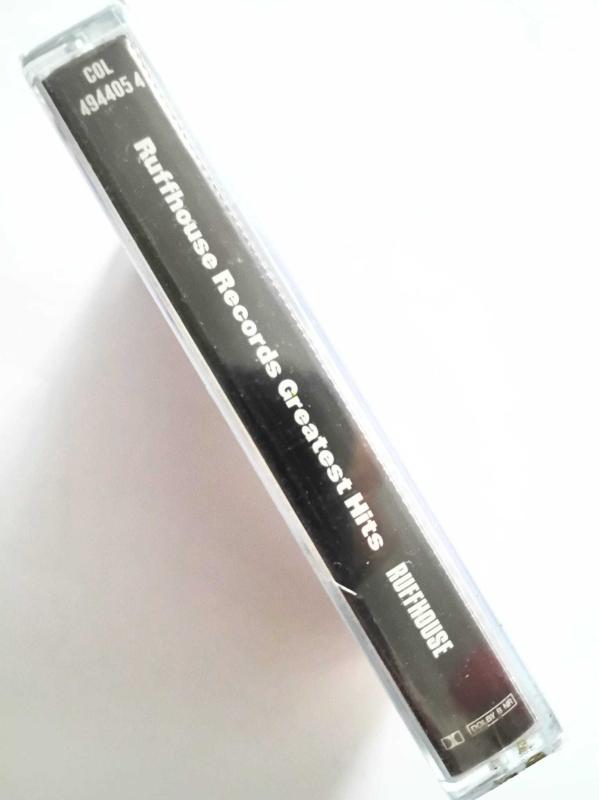 COL
494405 4
Ruffhouse Records Greatest Hits
RUFFHOUSE
DOLBY B NR